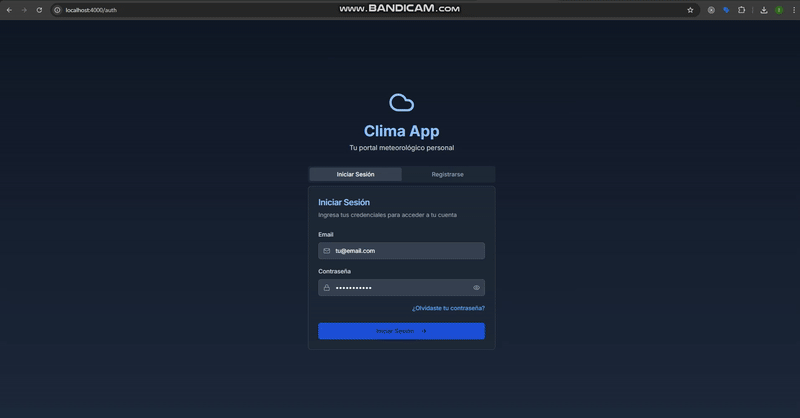 www.BANDICAM.com
localhost:4000/auth
Clima App
Tu portal meteorológico personal
Iniciar Sesión
Registrarse
Iniciar Sesión
Ingresa tus credenciales para acceder a tu cuenta
Email
tu@email.com
Contraseña
•••••••••••
¿Olvidaste tu contraseña?
Iniciar Sesión →